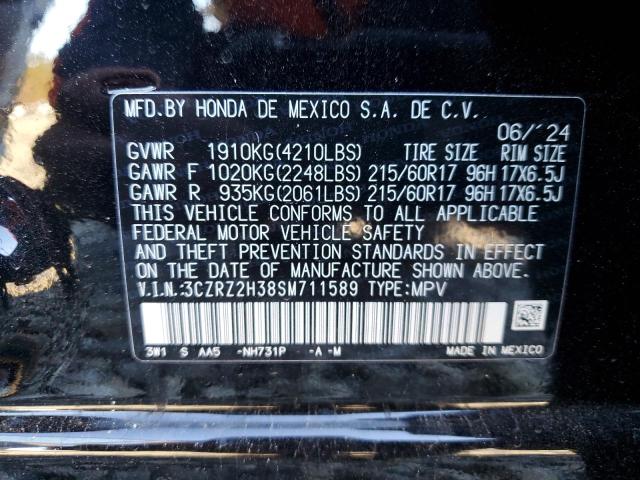 MFD. BY HONDA DE MEXICO S.A. DE C.V.
06/´24
GVWR 1910KG(4210LBS) TIRE SIZE RIM SIZE
GAWR F 1020KG(2248LBS) 215/60R17 96H 17X6.5J
GAWR R 935KG(2061LBS) 215/60R17 96H 17X6.5J
THIS VEHICLE CONFORMS TO ALL APPLICABLE
FEDERAL MOTOR VEHICLE SAFETY
AND THEFT PREVENTION STANDARDS IN EFFECT
ON THE DATE OF MANUFACTURE SHOWN ABOVE.
V.I.N.:3CZRZ2H38SM711589 TYPE:MPV
3W1 S AA5 -NH731P -A-M
MADE IN MEXICO